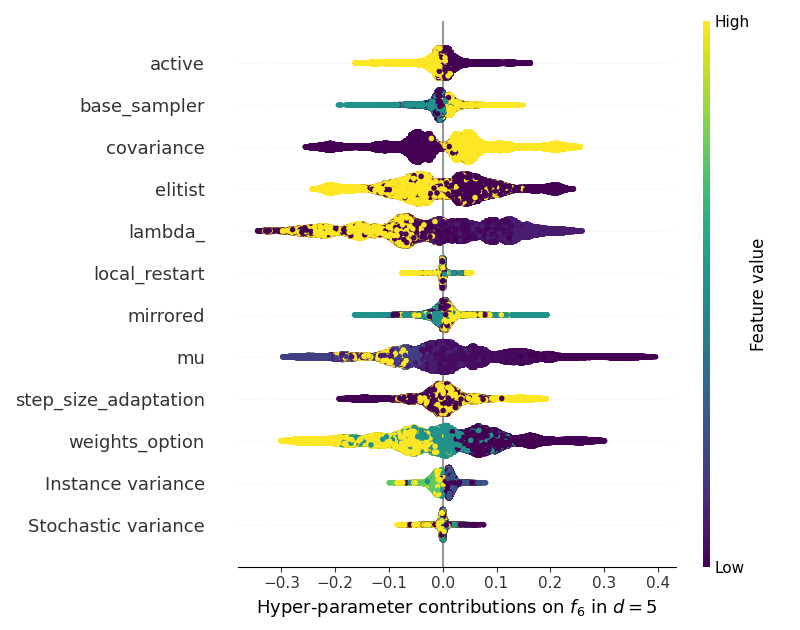 High
active
base_sampler
covariance
elitist
lambda_
local_restart
mirrored
mu
step_size_adaptation
weights_option
Instance variance
Stochastic variance
Feature value
Low
−0.3 −0.2 −0.1 0.0 0.1 0.2 0.3 0.4
Hyper-parameter contributions on f₆ in d = 5